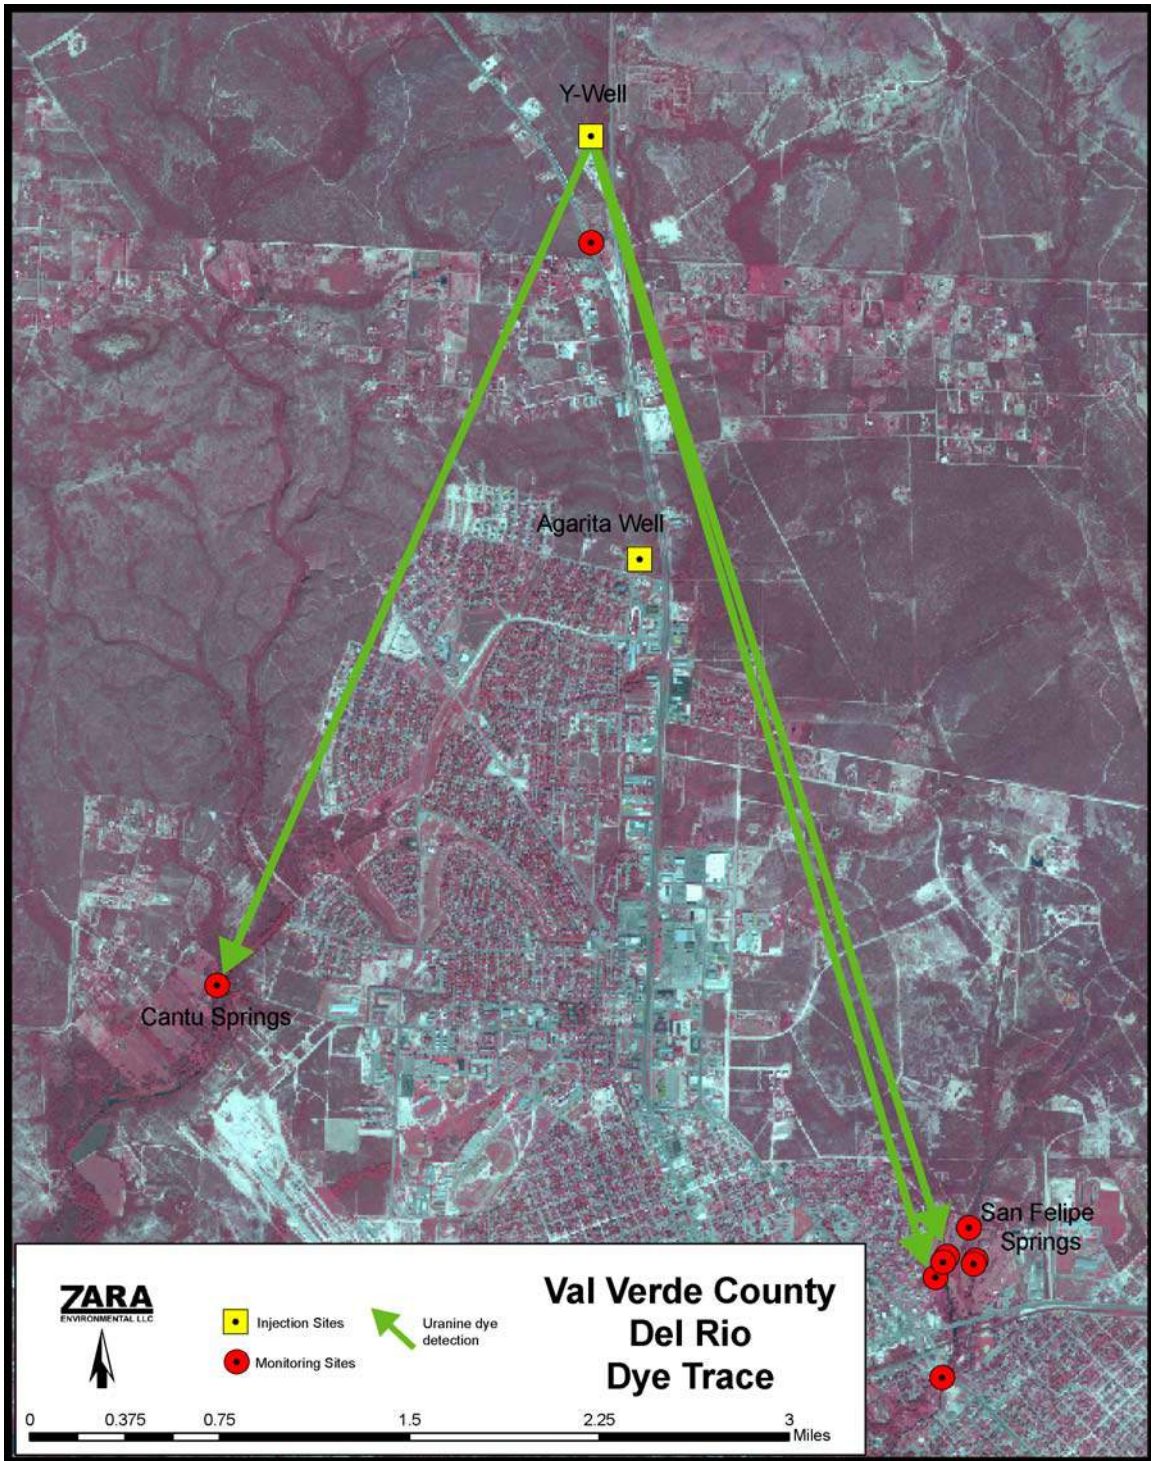 Y-Well
Agarita Well
Cantu Springs
San Felipe
Springs
ZARA
ENVIRONMENTAL LLC
Injection Sites
Monitoring Sites
Uranine dye
detection
Val Verde County
Del Rio
Dye Trace
0 0.375 0.75 1.5 2.25 3
Miles